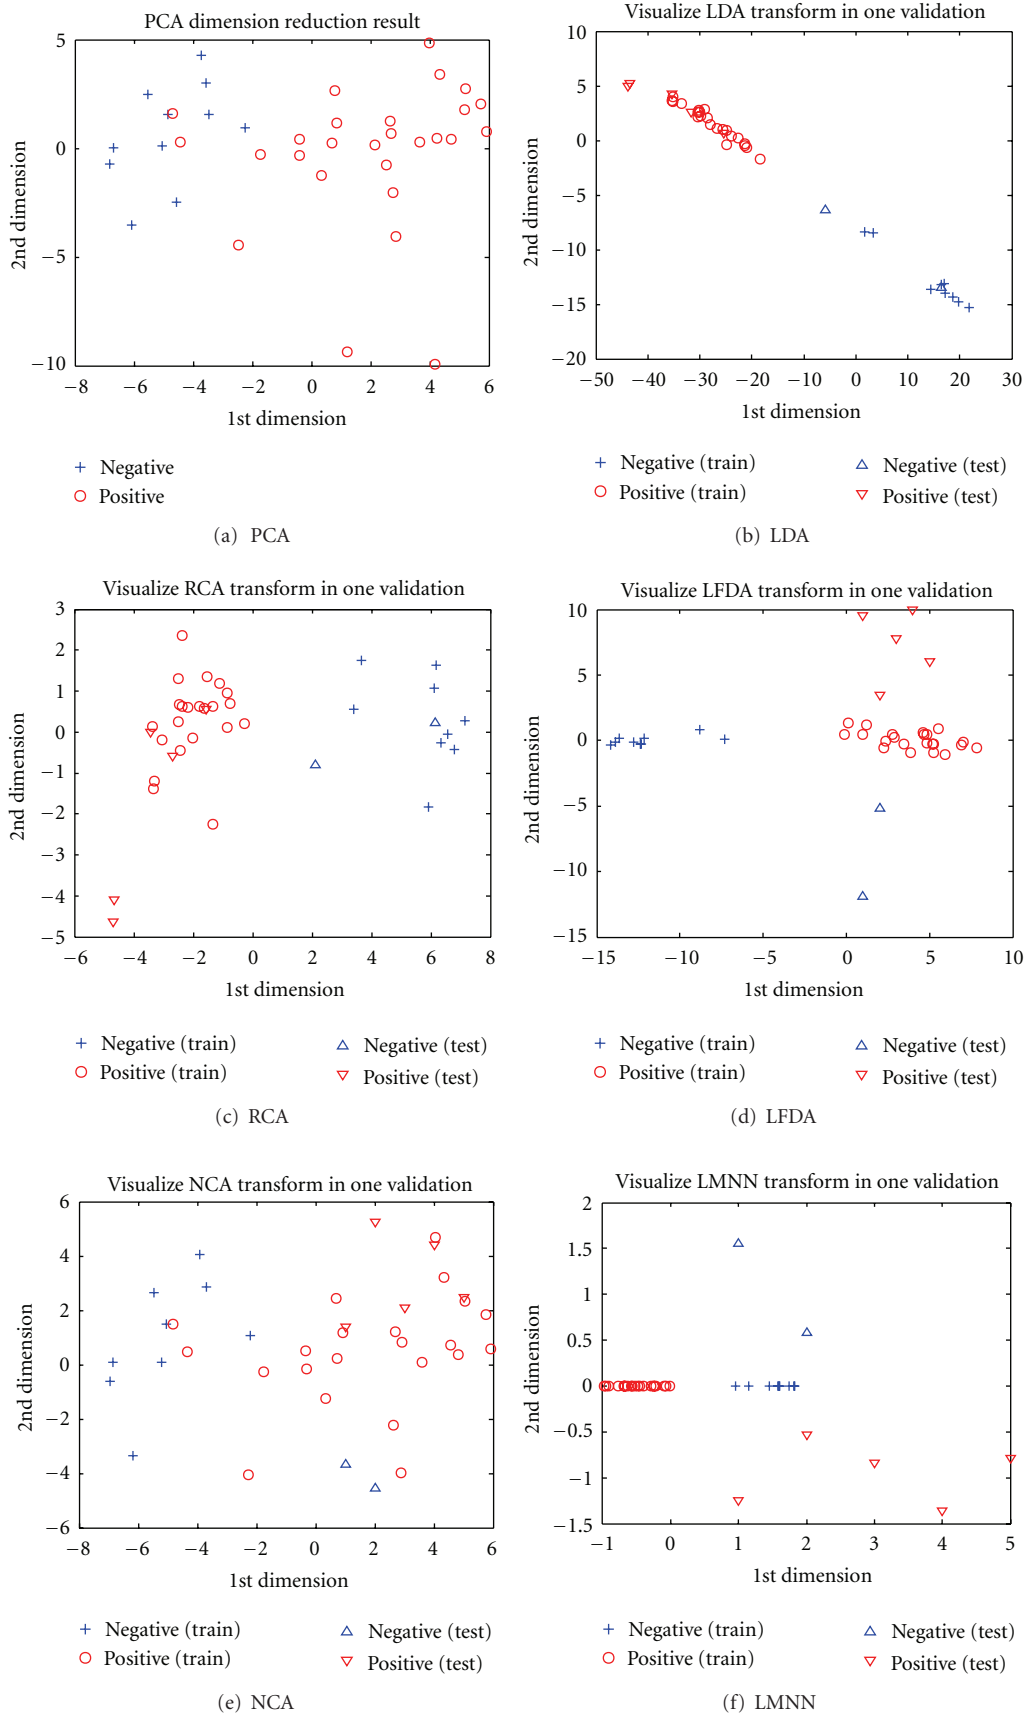 PCA dimension reduction result
5
0
−5
−10
2nd dimension
−8 −6 −4 −2 0 2 4 6
1st dimension
Negative
Positive
(a) PCA
Visualize LDA transform in one validation
10
5
0
−5
−10
−15
−20
2nd dimension
−50 −40 −30 −20 −10 0 10 20 30
1st dimension
Negative (train) Negative (test)
Positive (train) Positive (test)
(b) LDA
Visualize RCA transform in one validation
3
2
1
0
−1
−2
−3
−4
−5
2nd dimension
−6 −4 −2 0 2 4 6 8
1st dimension
Negative (train) Negative (test)
Positive (train) Positive (test)
(c) RCA
Visualize LFDA transform in one validation
10
5
0
−5
−10
−15
2nd dimension
−15 −10 −5 0 5 10
1st dimension
Negative (train) Negative (test)
Positive (train) Positive (test)
(d) LFDA
Visualize NCA transform in one validation
6
4
2
0
−2
−4
−6
2nd dimension
−8 −6 −4 −2 0 2 4 6
1st dimension
Negative (train) Negative (test)
Positive (train) Positive (test)
(e) NCA
Visualize LMNN transform in one validation
2
1.5
1
0.5
0
−0.5
−1
−1.5
2nd dimension
−1 0 1 2 3 4 5
1st dimension
Negative (train) Negative (test)
Positive (train) Positive (test)
(f) LMNN